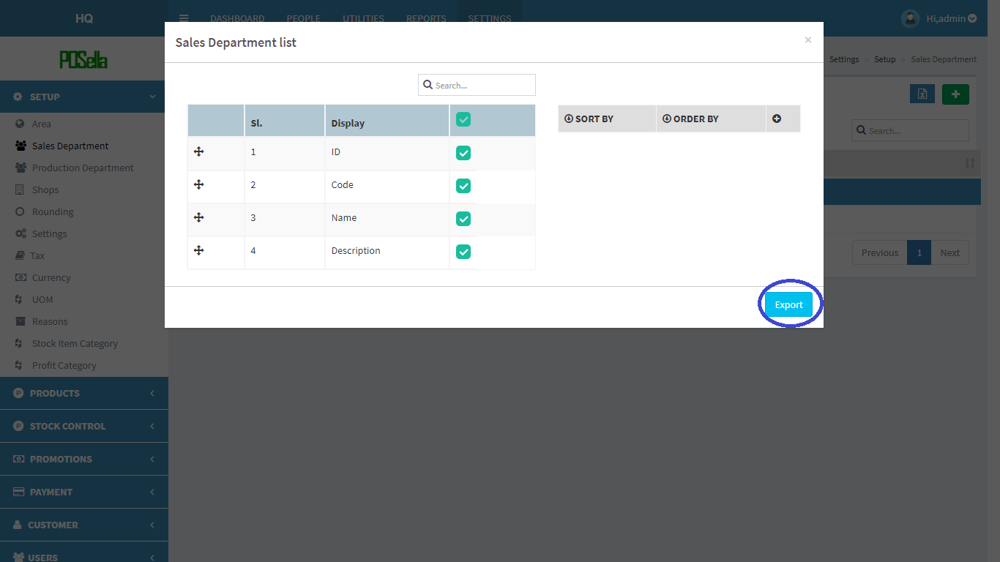 HQ
DASHBOARD PEOPLE UTILITIES REPORTS SETTINGS
Hi,admin
POSella
Settings > Setup > Sales Department
SETUP
Area
Sales Department
Production Department
Shops
Rounding
Settings
Tax
Currency
UOM
Reasons
Stock Item Category
Profit Category
PRODUCTS
STOCK CONTROL
PROMOTIONS
PAYMENT
CUSTOMER
USERS
Sales Department list ×
Search...
Sl. Display
1 ID
2 Code
3 Name
4 Description
SORT BY ORDER BY
Export
Search...
Previous 1 Next